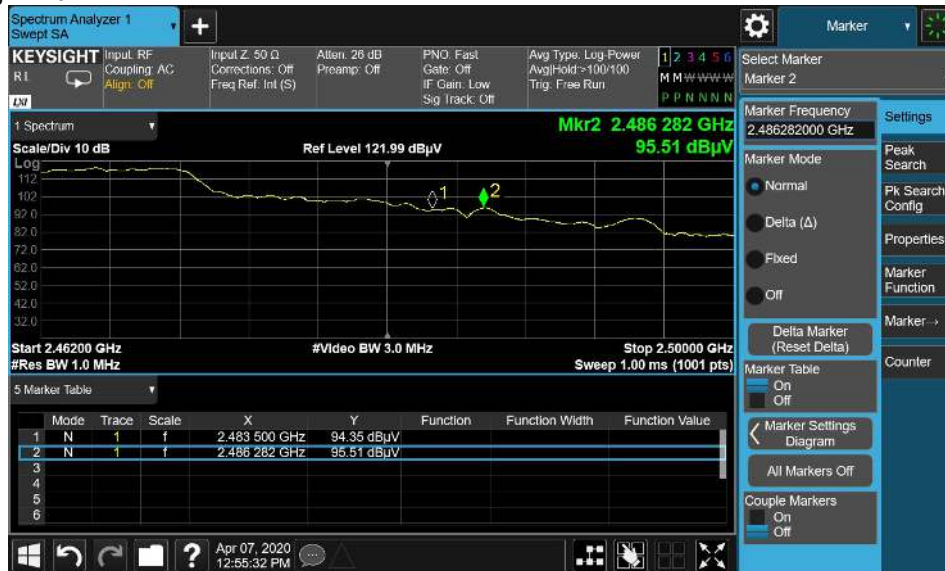 Spectrum Analyzer 1
Swept SA
+
Marker
KEYSIGHT
RL
LXI
Input: RF
Coupling: AC
Align: Off
Input Z: 50 Ω
Corrections: Off
Freq Ref: Int (S)
Atten: 26 dB
Preamp: Off
PNO: Fast
Gate: Off
IF Gain: Low
Sig Track: Off
Avg Type: Log-Power
Avg|Hold:>100/100
Trig: Free Run
1 2 3 4 5 6
M M W W W W
P P N N N N
Select Marker
Marker 2
1 Spectrum
Mkr2 2.486 282 GHz
Scale/Div 10 dB
Ref Level 121.99 dBµV
95.51 dBµV
Log
112
102
92.0
82.0
72.0
62.0
52.0
42.0
32.0
1
2
Start 2.46200 GHz
#Video BW 3.0 MHz
Stop 2.50000 GHz
#Res BW 1.0 MHz
Sweep 1.00 ms (1001 pts)
5 Marker Table
Mode Trace Scale X Y Function Function Width Function Value
1 N 1 f 2.483 500 GHz 94.35 dBµV
2 N 1 f 2.486 282 GHz 95.51 dBµV
3
4
5
6
Marker Frequency
2.486282000 GHz
Marker Mode
Normal
Delta (Δ)
Fixed
Off
Delta Marker
(Reset Delta)
Marker Table
On
Off
Marker Settings
Diagram
All Markers Off
Couple Markers
On
Off
Settings
Peak
Search
Pk Search
Config
Properties
Marker
Function
Marker→
Counter
?
Apr 07, 2020
12:55:32 PM